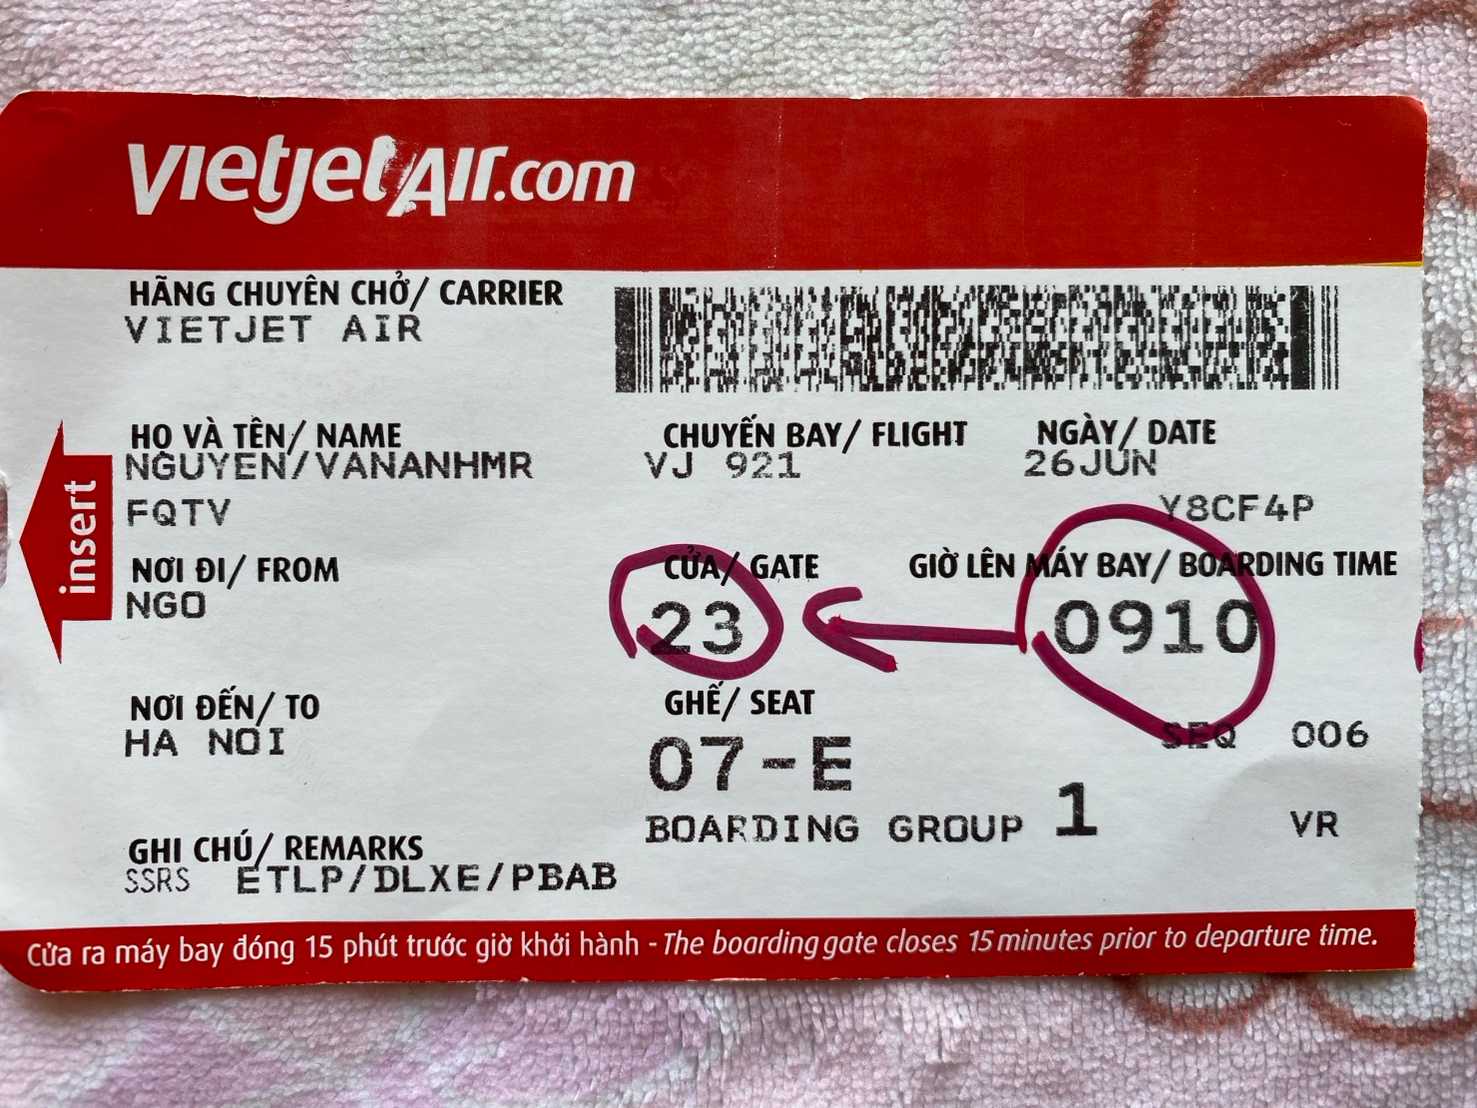 vietjetAir.com
HÃNG CHUYÊN CHỞ/ CARRIER
VIETJET AIR
HỌ VÀ TÊN/ NAME
NGUYEN/VANANHMR
CHUYẾN BAY/ FLIGHT
VJ 921
NGÀY/ DATE
26JUN
FQTV
Y8CF4P
insert
NƠI ĐI/ FROM
NGO
CỬA/ GATE
23
GIỜ LÊN MÁY BAY/ BOARDING TIME
0910
NƠI ĐẾN/ TO
HA NOI
GHẾ/ SEAT
07-E
SEQ 006
BOARDING GROUP 1 VR
GHI CHÚ/ REMARKS
SSRS ETLP/DLXE/PBAB
Cửa ra máy bay đóng 15 phút trước giờ khởi hành - The boarding gate closes 15 minutes prior to departure time.